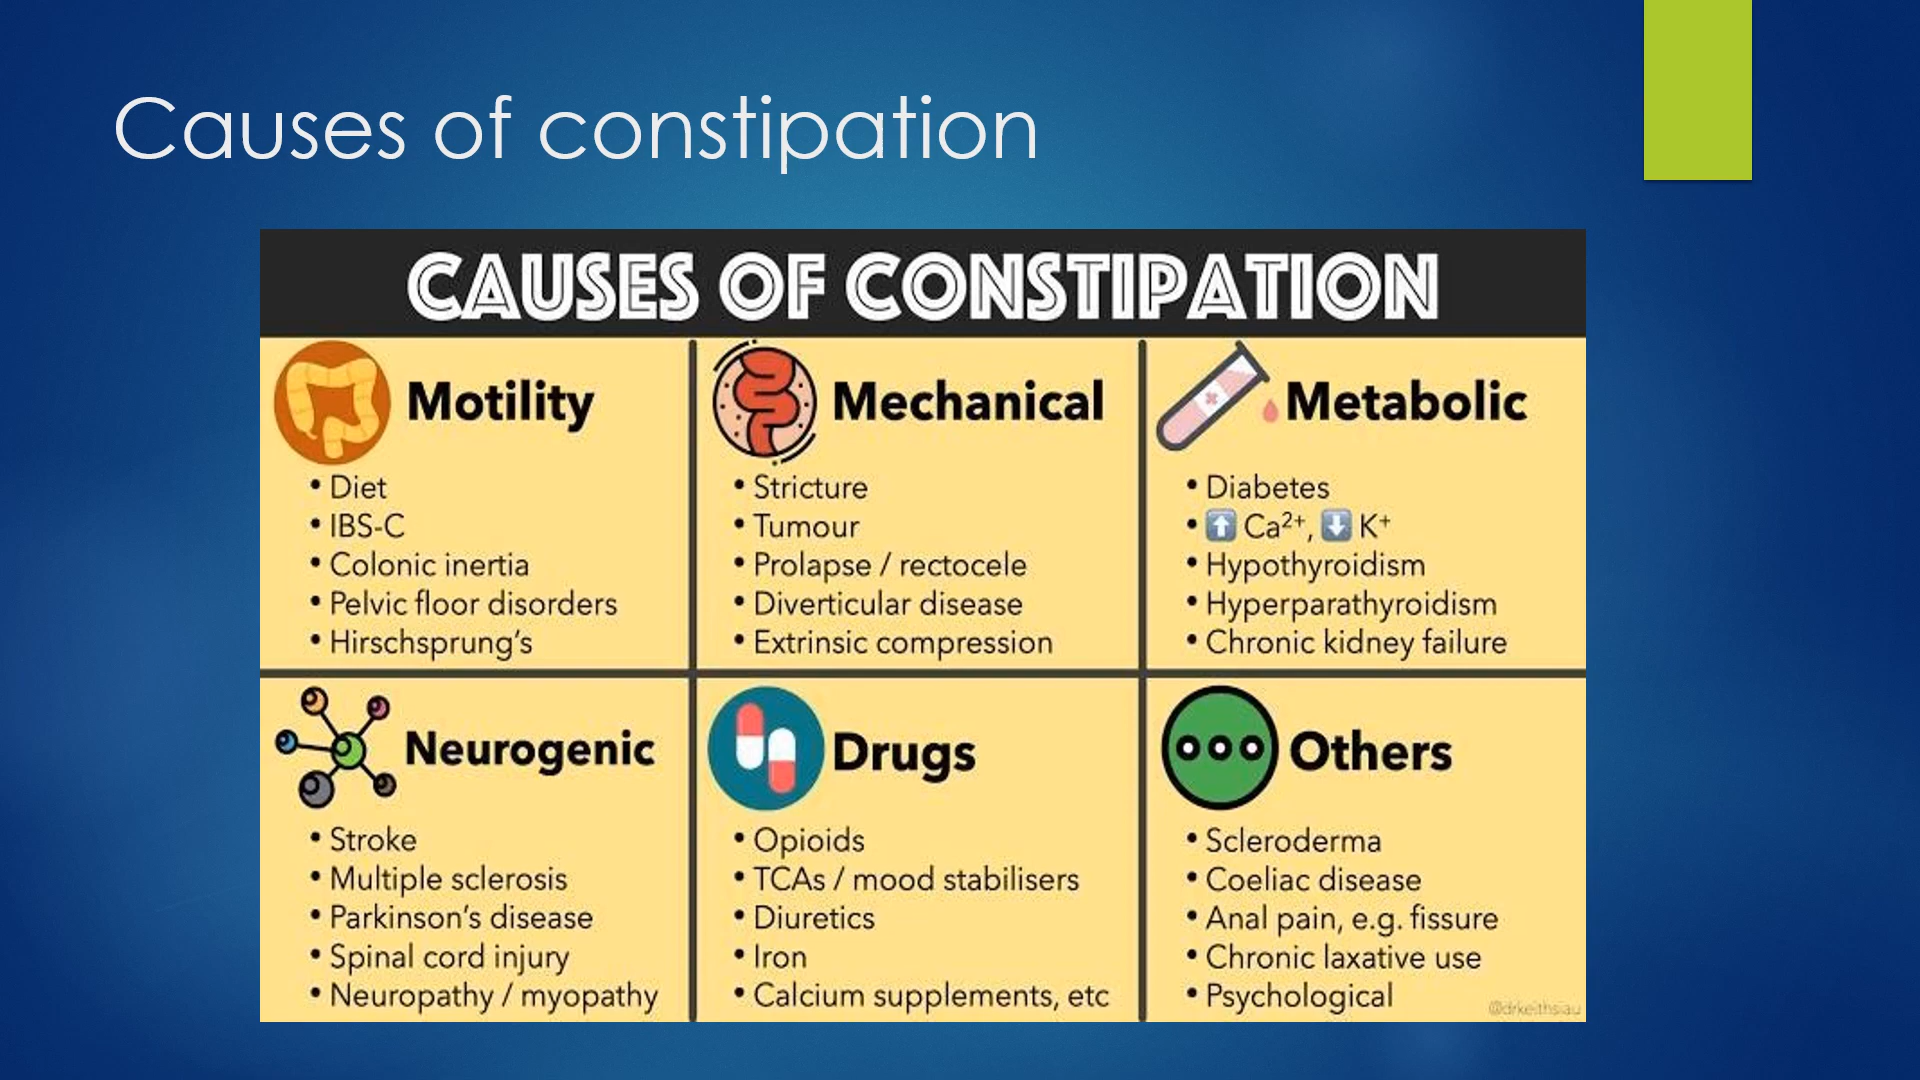 Causes of constipation
CAUSES OF CONSTIPATION
Motility
• Diet
• IBS-C
• Colonic inertia
• Pelvic floor disorders
• Hirschsprung's
Mechanical
• Stricture
• Tumour
• Prolapse / rectocele
• Diverticular disease
• Extrinsic compression
Metabolic
• Diabetes
• ⬆️ Ca²⁺, ⬇️ K⁺
• Hypothyroidism
• Hyperparathyroidism
• Chronic kidney failure
Neurogenic
• Stroke
• Multiple sclerosis
• Parkinson's disease
• Spinal cord injury
• Neuropathy / myopathy
Drugs
• Opioids
• TCAs / mood stabilisers
• Diuretics
• Iron
• Calcium supplements, etc
Others
• Scleroderma
• Coeliac disease
• Anal pain, e.g. fissure
• Chronic laxative use
• Psychological
@drkeithsiau